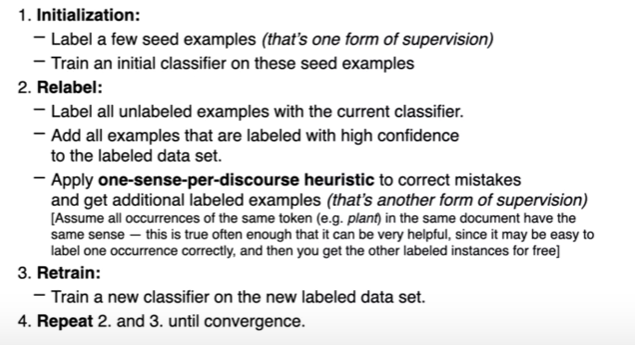 1. Initialization:
– Label a few seed examples (that's one form of supervision)
– Train an initial classifier on these seed examples
2. Relabel:
– Label all unlabeled examples with the current classifier.
– Add all examples that are labeled with high confidence
to the labeled data set.
– Apply one-sense-per-discourse heuristic to correct mistakes
and get additional labeled examples (that's another form of supervision)
[Assume all occurrences of the same token (e.g. plant) in the same document have the
same sense — this is true often enough that it can be very helpful, since it may be easy to
label one occurrence correctly, and then you get the other labeled instances for free]
3. Retrain:
– Train a new classifier on the new labeled data set.
4. Repeat 2. and 3. until convergence.